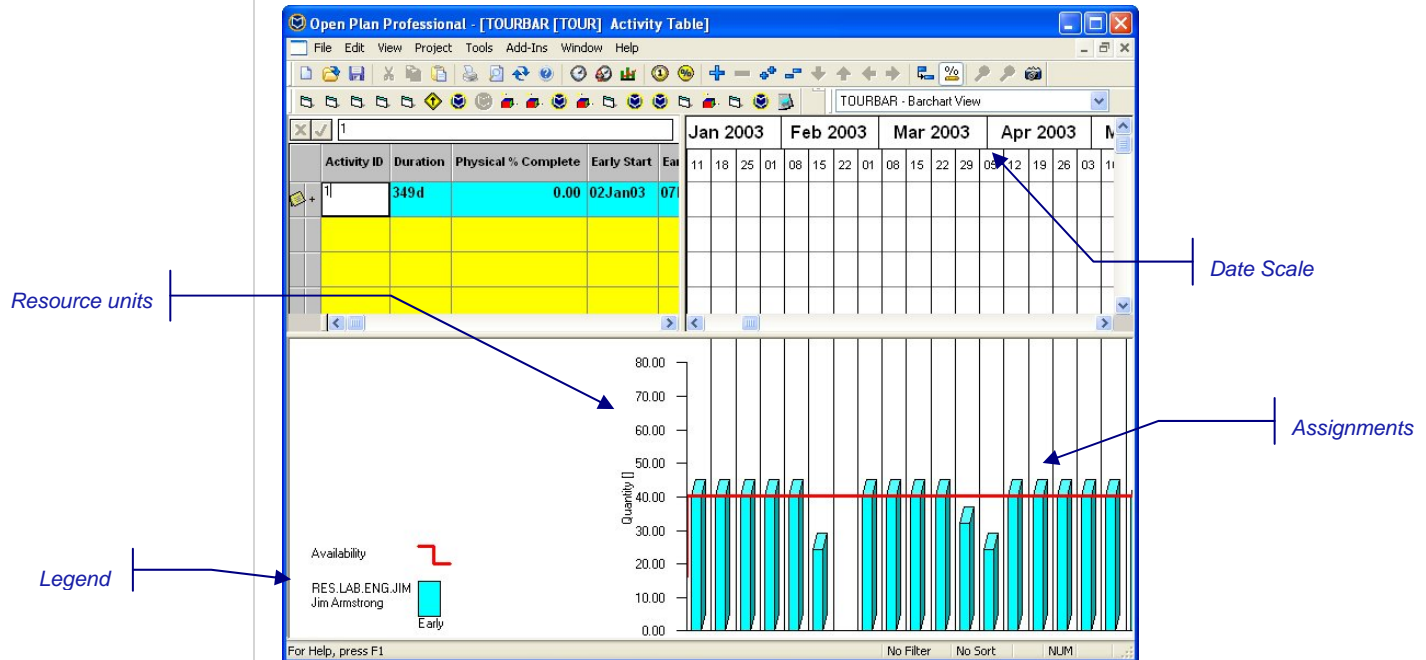 Open Plan Professional - [TOURBAR [TOUR] Activity Table]
File Edit View Project Tools Add-Ins Window Help
TOURBAR - Barchart View
1
Jan 2003 Feb 2003 Mar 2003 Apr 2003
Activity ID Duration Physical % Complete Early Start Ear
11 18 25 01 08 15 22 01 08 15 22 29 05 12 19 26 03 10
1 349d 0.00 02Jan03
Date Scale
Resource units
80.00
70.00
60.00
50.00
40.00
30.00
20.00
10.00
0.00
Quantity []
Assignments
Availability
Legend
RES.LAB.ENG.JIM
Jim Armstrong
Early
For Help, press F1 No Filter No Sort NUM